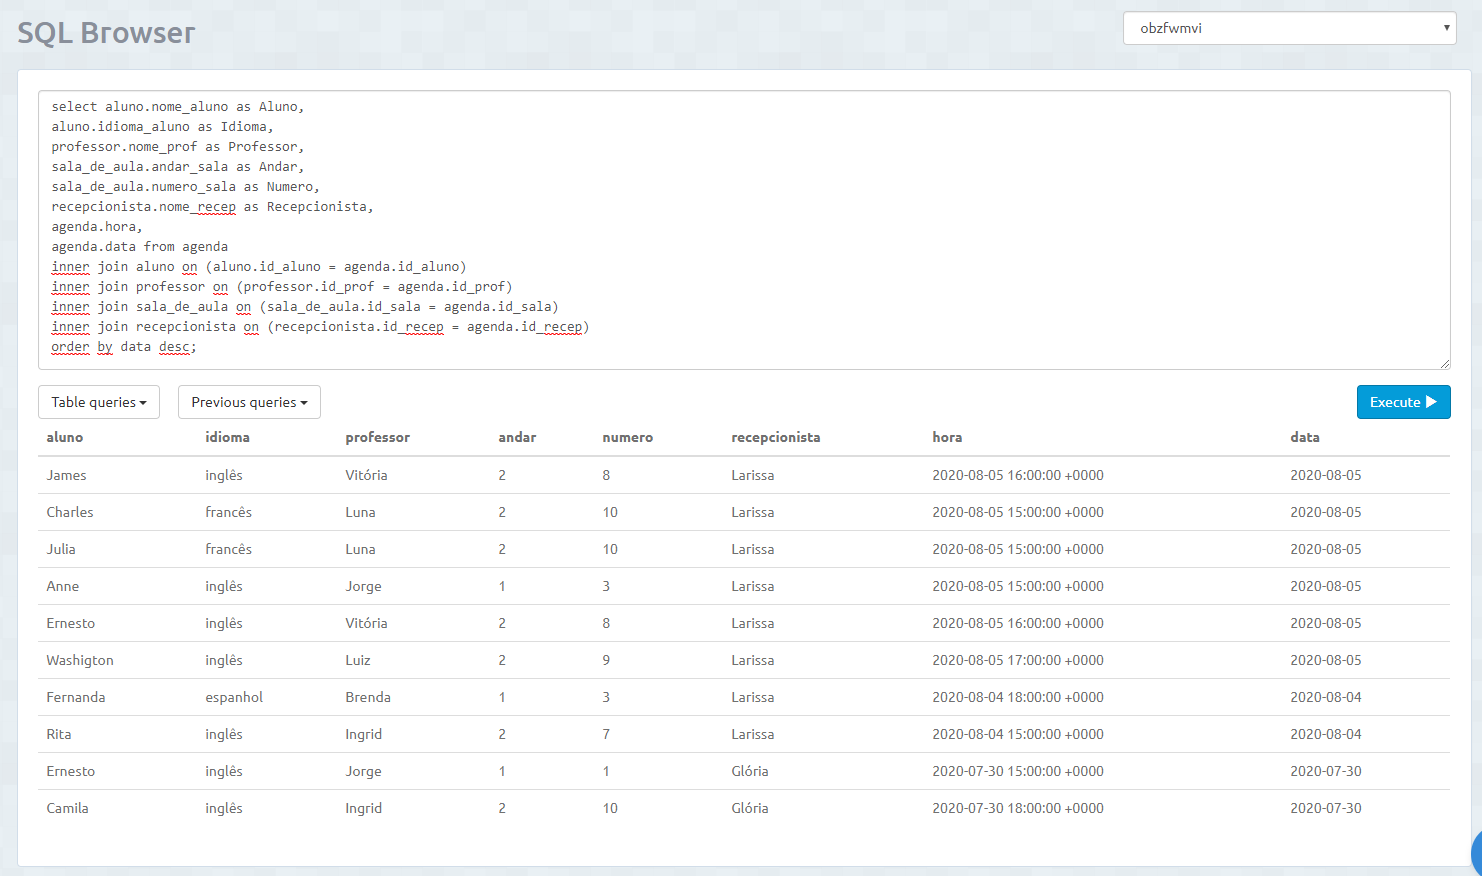 SQL Browser
obzfwmvi
select aluno.nome_aluno as Aluno,
aluno.idioma_aluno as Idioma,
professor.nome_prof as Professor,
sala_de_aula.andar_sala as Andar,
sala_de_aula.numero_sala as Numero,
recepcionista.nome_recep as Recepcionista,
agenda.hora,
agenda.data from agenda
inner join aluno on (aluno.id_aluno = agenda.id_aluno)
inner join professor on (professor.id_prof = agenda.id_prof)
inner join sala_de_aula on (sala_de_aula.id_sala = agenda.id_sala)
inner join recepcionista on (recepcionista.id_recep = agenda.id_recep)
order by data desc;
Table queries Previous queries Execute
aluno idioma professor andar numero recepcionista hora data
James inglês Vitória 2 8 Larissa 2020-08-05 16:00:00 +0000 2020-08-05
Charles francês Luna 2 10 Larissa 2020-08-05 15:00:00 +0000 2020-08-05
Julia francês Luna 2 10 Larissa 2020-08-05 15:00:00 +0000 2020-08-05
Anne inglês Jorge 1 3 Larissa 2020-08-05 15:00:00 +0000 2020-08-05
Ernesto inglês Vitória 2 8 Larissa 2020-08-05 16:00:00 +0000 2020-08-05
Washigton inglês Luiz 2 9 Larissa 2020-08-05 17:00:00 +0000 2020-08-05
Fernanda espanhol Brenda 1 3 Larissa 2020-08-04 18:00:00 +0000 2020-08-04
Rita inglês Ingrid 2 7 Larissa 2020-08-04 15:00:00 +0000 2020-08-04
Ernesto inglês Jorge 1 1 Glória 2020-07-30 15:00:00 +0000 2020-07-30
Camila inglês Ingrid 2 10 Glória 2020-07-30 18:00:00 +0000 2020-07-30